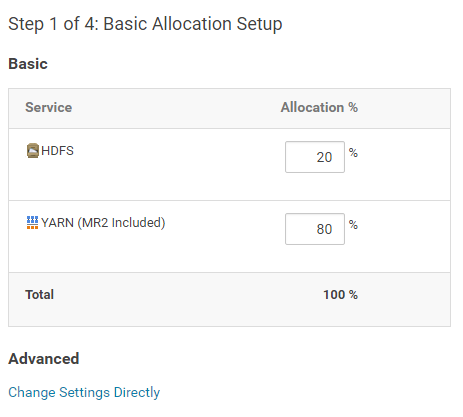 Step 1 of 4: Basic Allocation Setup
Basic
Service Allocation %
HDFS 20 %
YARN (MR2 Included) 80 %
Total 100 %
Advanced
Change Settings Directly